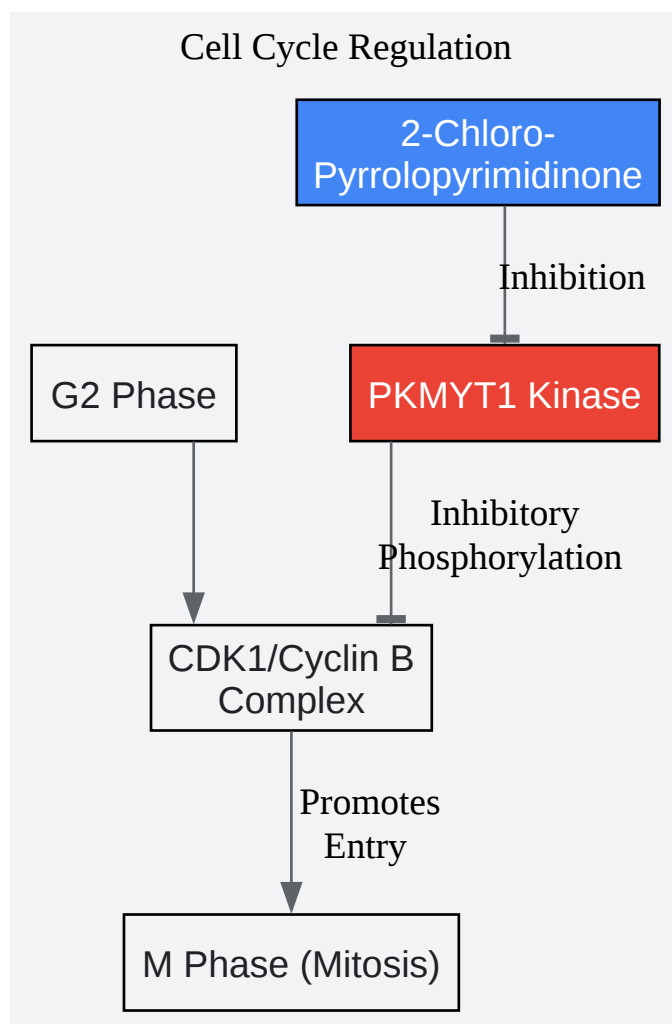 Cell Cycle Regulation
2-Chloro-
Pyrrolopyrimidinone
Inhibition
G2 Phase
PKMYT1 Kinase
Inhibitory
Phosphorylation
CDK1/Cyclin B
Complex
Promotes
Entry
M Phase (Mitosis)